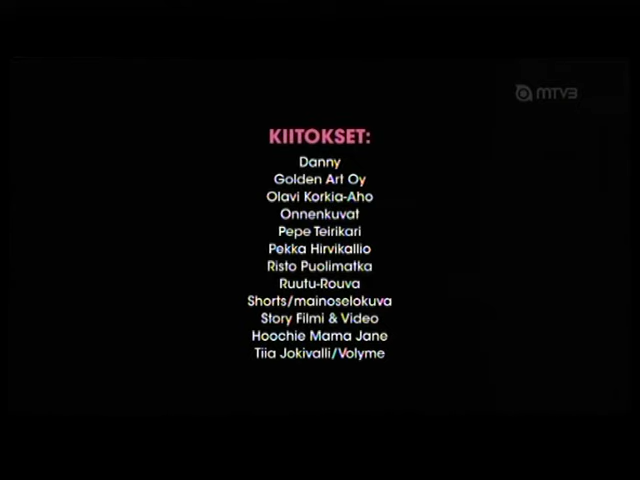 MTV3
KIITOKSET:
Danny
Golden Art Oy
Olavi Korkia-Aho
Onnenkuvat
Pepe Teirikari
Pekka Hirvikallio
Risto Puolimatka
Ruutu-Rouva
Shorts/mainoselokuva
Story Filmi & Video
Hoochie Mama Jane
Tiia Jokivalli/Volyme